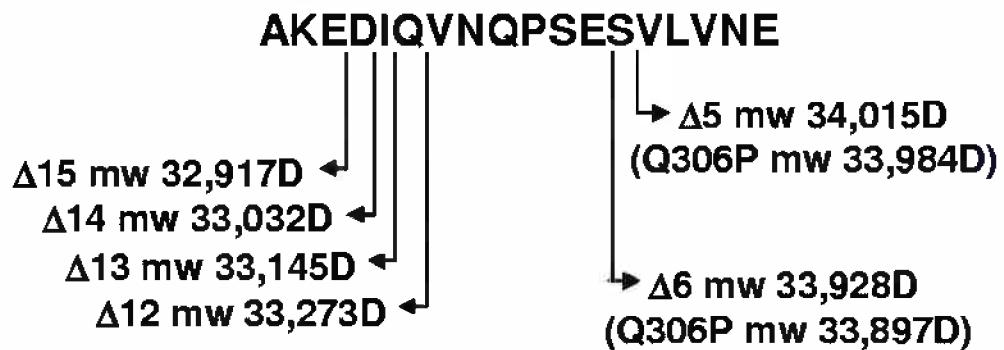 AKEDIQVNQPSESVLVNE
Δ5 mw 34,015D
(Q306P mw 33,984D)
Δ15 mw 32,917D
Δ14 mw 33,032D
Δ13 mw 33,145D
Δ12 mw 33,273D
Δ6 mw 33,928D
(Q306P mw 33,897D)